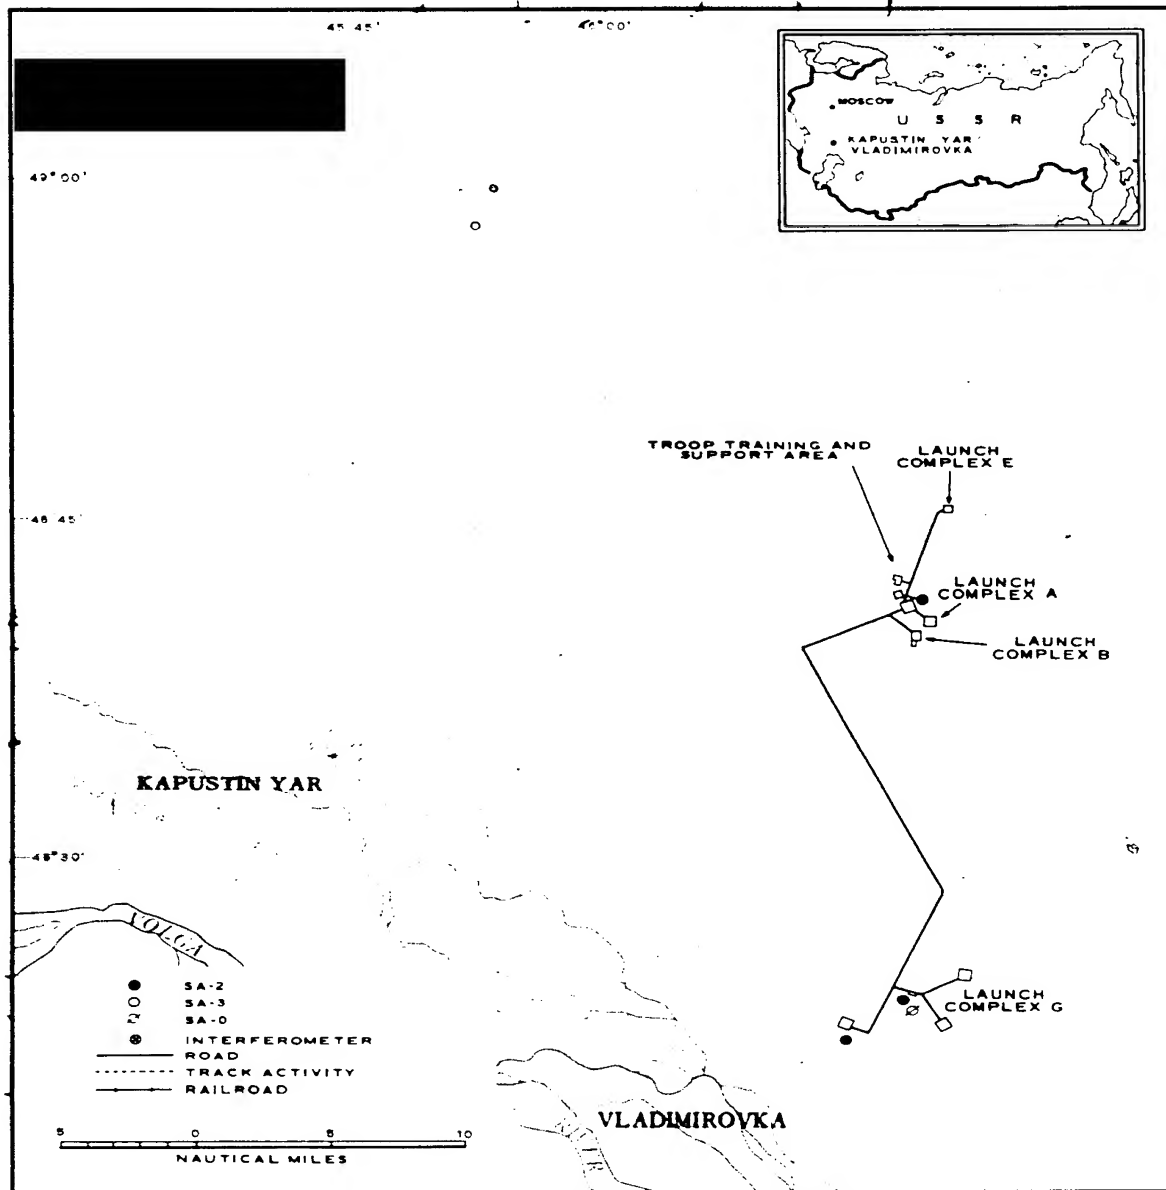 45°45'
46°00'
MOSCOW
U S S R
KAPUSTIN YAR
VLADIMIROVKA
49°00'
TROOP TRAINING AND
SUPPORT AREA
LAUNCH
COMPLEX E
48°45'
LAUNCH
COMPLEX A
LAUNCH
COMPLEX B
KAPUSTIN YAR
48°30'
VOLGA
SA-2
SA-3
INTERFEROMETER
ROAD
TRACK ACTIVITY
RAILROAD
LAUNCH
COMPLEX G
VLADIMIROVKA
RIVER
5 0 5 10
NAUTICAL MILES